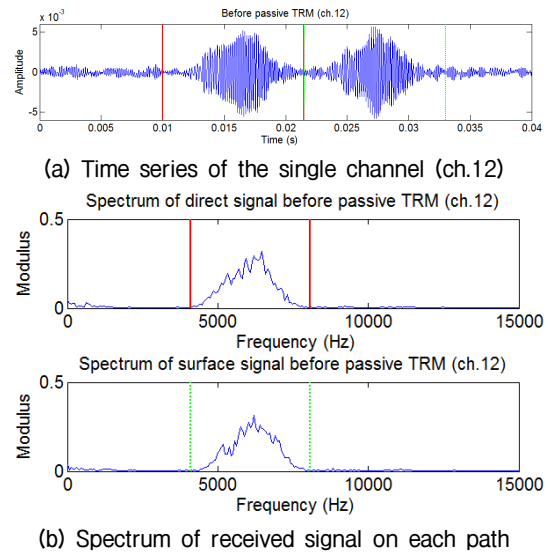 Before passive TRM (ch.12)
x 10⁻³
5
0
-5
Amplitude
0 0.005 0.01 0.015 0.02 0.025 0.03 0.035 0.04
Time (s)
(a) Time series of the single channel (ch.12)
Spectrum of direct signal before passive TRM (ch.12)
0.5
0
Modulus
0 5000 10000 15000
Frequency (Hz)
Spectrum of surface signal before passive TRM (ch.12)
0.5
0
Modulus
0 5000 10000 15000
Frequency (Hz)
(b) Spectrum of received signal on each path